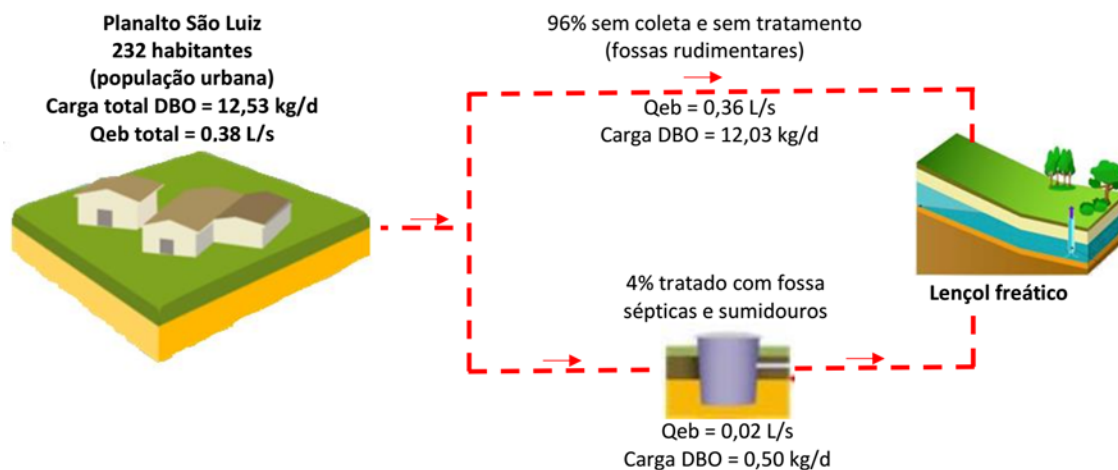 Planalto São Luiz
232 habitantes
(população urbana)
Carga total DBO = 12,53 kg/d
Qeb total = 0.38 L/s
96% sem coleta e sem tratamento
(fossas rudimentares)
Qeb = 0,36 L/s
Carga DBO = 12,03 kg/d
Lençol freático
4% tratado com fossa
sépticas e sumidouros
Qeb = 0,02 L/s
Carga DBO = 0,50 kg/d